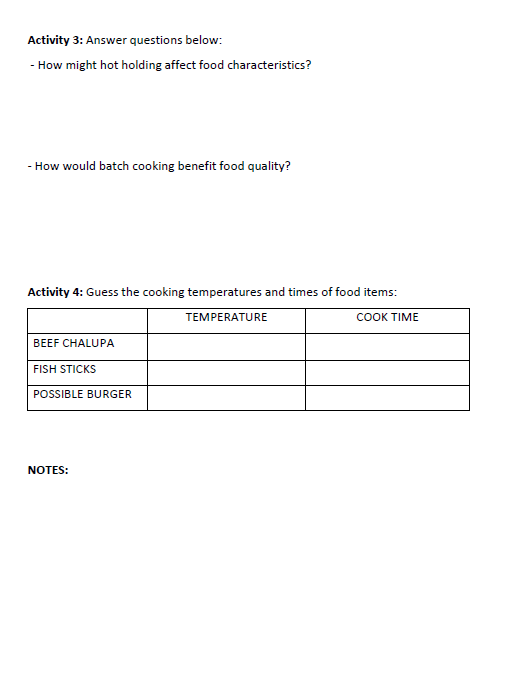 Activity 3: Answer questions below:
- How might hot holding affect food characteristics?
- How would batch cooking benefit food quality?
Activity 4: Guess the cooking temperatures and times of food items:
TEMPERATURE COOK TIME
BEEF CHALUPA
FISH STICKS
POSSIBLE BURGER
NOTES: